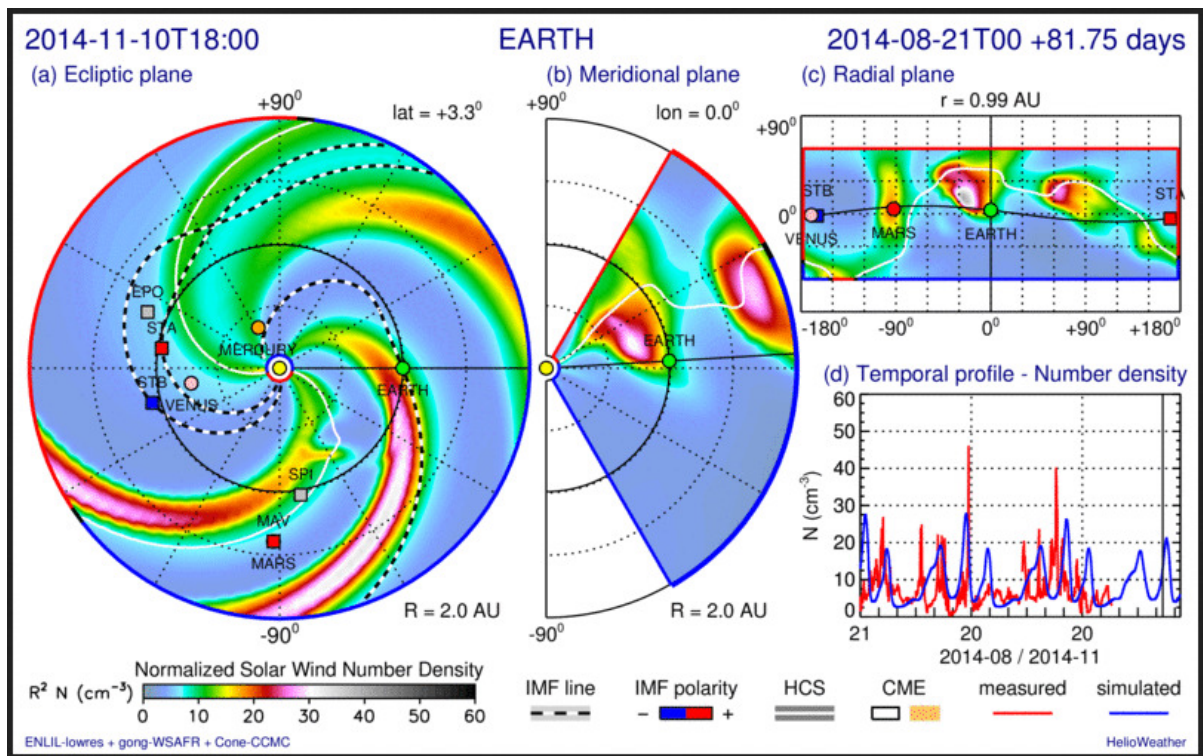 2014-11-10T18:00 EARTH 2014-08-21T00 +81.75 days
(a) Ecliptic plane (b) Meridional plane (c) Radial plane
+90⁰ lat = +3.3⁰ +90⁰ lon = 0.0⁰ r = 0.99 AU
+90⁰
STB STA
0⁰
VENUS MARS EARTH
-180⁰ -90⁰ 0⁰ +90⁰ +180⁰
EPO
STA
MERCURY
STB
VENUS
EARTH
EARTH
SPI
MAV
MARS
-90⁰ R = 2.0 AU
-90⁰ R = 2.0 AU
(d) Temporal profile - Number density
60
50
40
30
20
10
0
N (cm⁻³)
21 20 20
2014-08 / 2014-11
Normalized Solar Wind Number Density
R² N (cm⁻³)
0 10 20 30 40 50 60
IMF line IMF polarity HCS CME measured simulated
- +
ENLIL-lowres + gong-WSAFR + Cone-CCMC HelioWeather